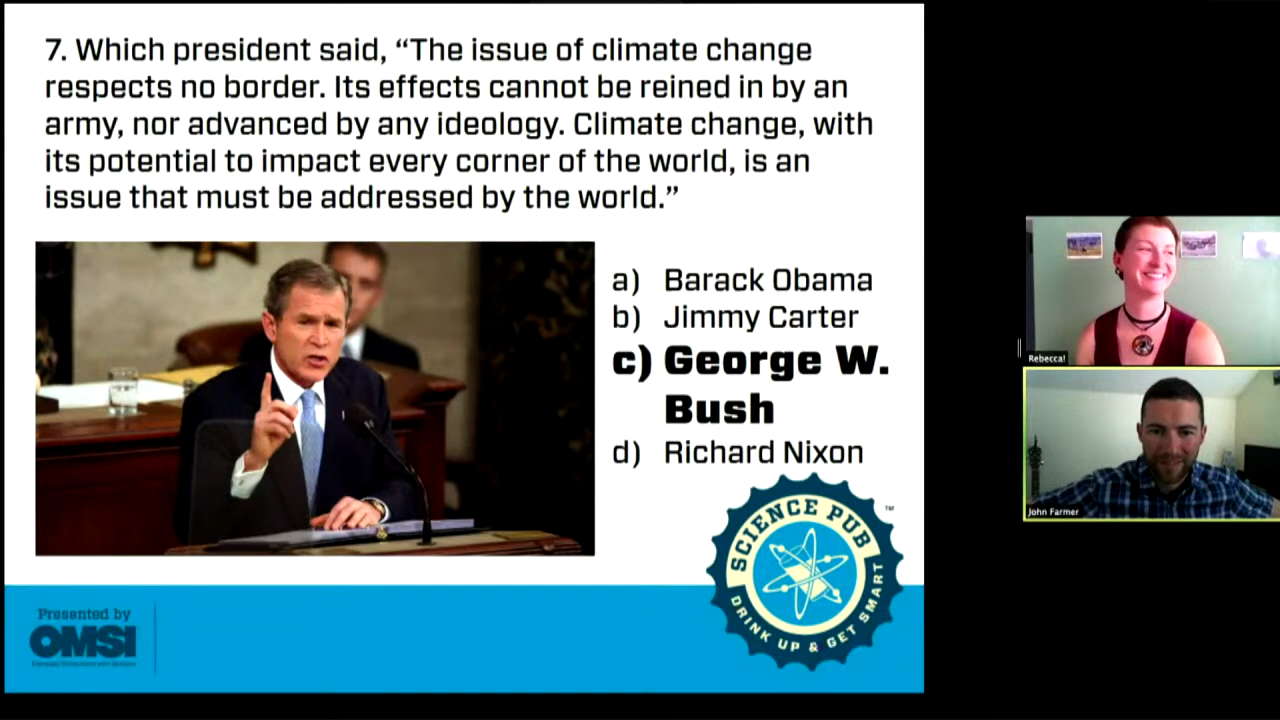 7. Which president said, “The issue of climate change
respects no border. Its effects cannot be reined in by an
army, nor advanced by any ideology. Climate change, with
its potential to impact every corner of the world, is an
issue that must be addressed by the world.”
a) Barack Obama
b) Jimmy Carter
c) George W.
Bush
d) Richard Nixon
SCIENCE PUB
DRINK UP & GET SMART
™
Presented by
OMSI
Rebecca!
John Farmer